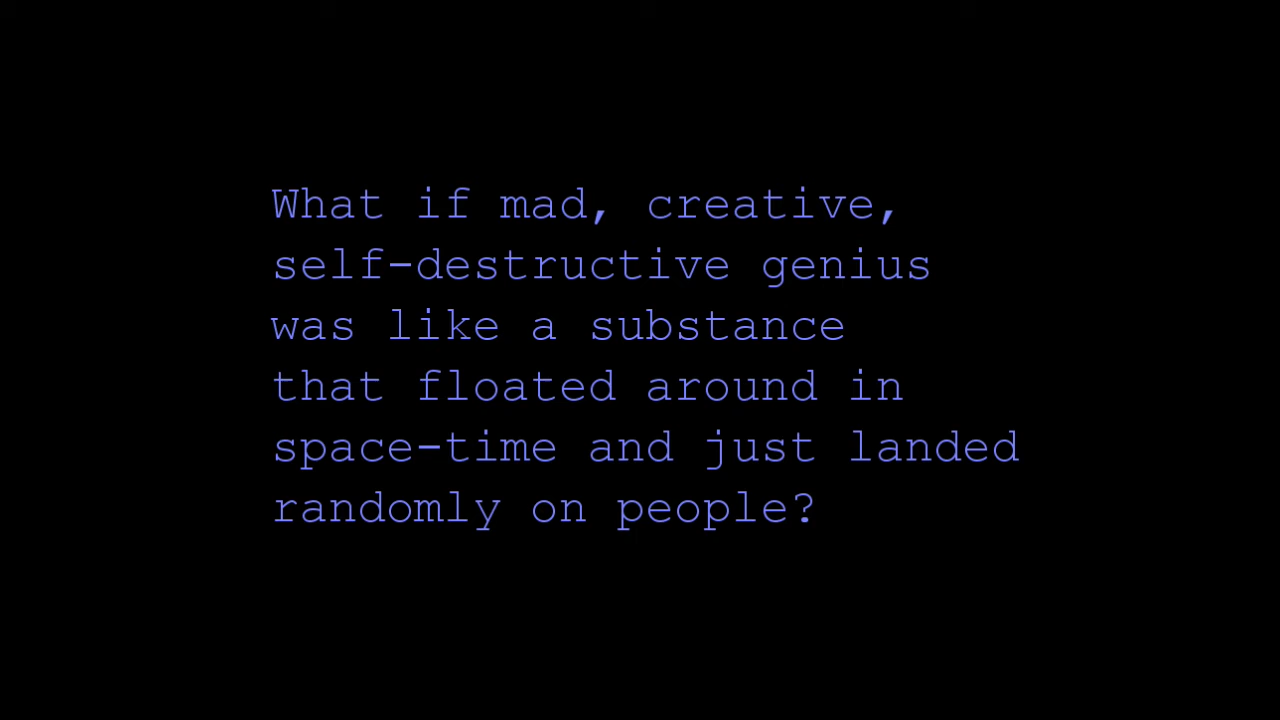 What if mad, creative,
self-destructive genius
was like a substance
that floated around in
space-time and just landed
randomly on people?